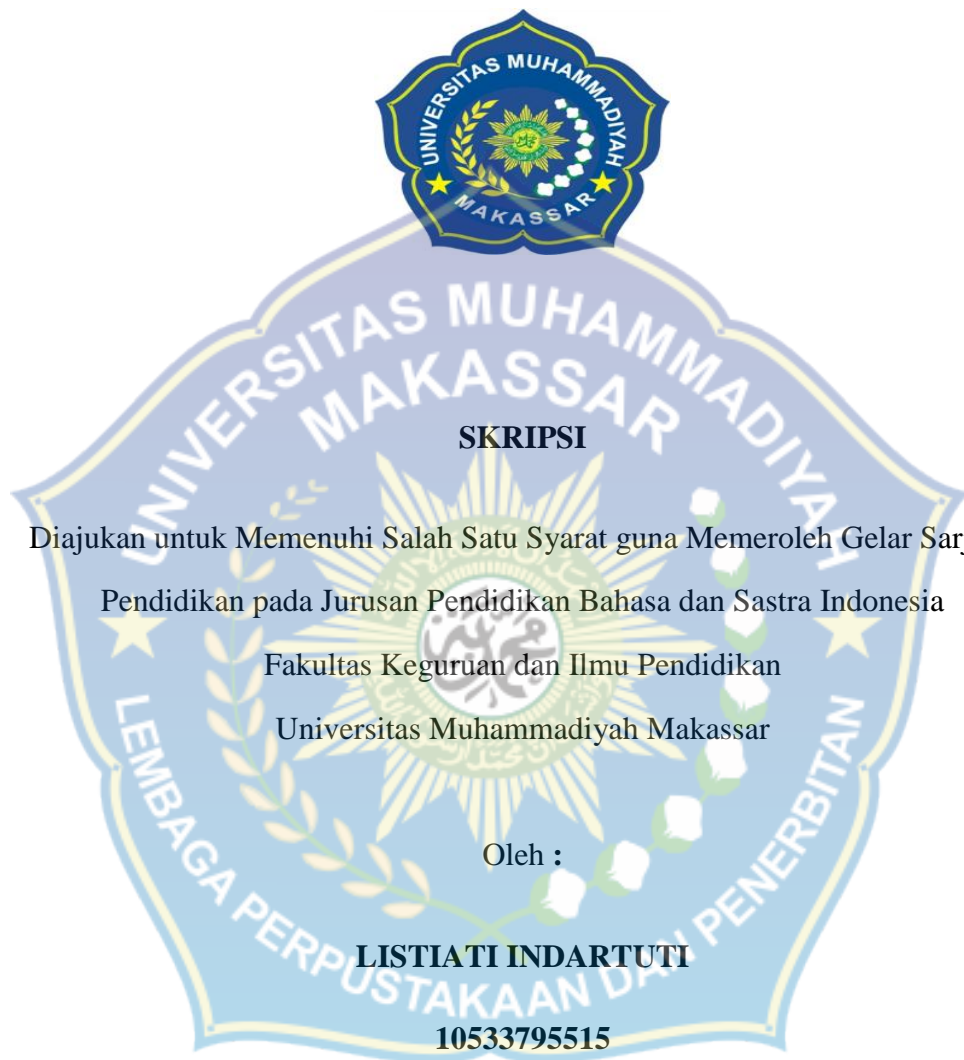 UNIVERSITAS MUHAMMADIYAH
MAKASSAR
UNIVERSITAS MUHAMMADIYAH
MAKASSAR
SKRIPSI
Diajukan untuk Memenuhi Salah Satu Syarat guna Memeroleh Gelar Sar
Pendidikan pada Jurusan Pendidikan Bahasa dan Sastra Indonesia
Fakultas Keguruan dan Ilmu Pendidikan
Universitas Muhammadiyah Makassar
Oleh :
LISTIATI INDARTUTI
10533795515
LEMBAGA PERPUSTAKAAN DAN PENERBITAN